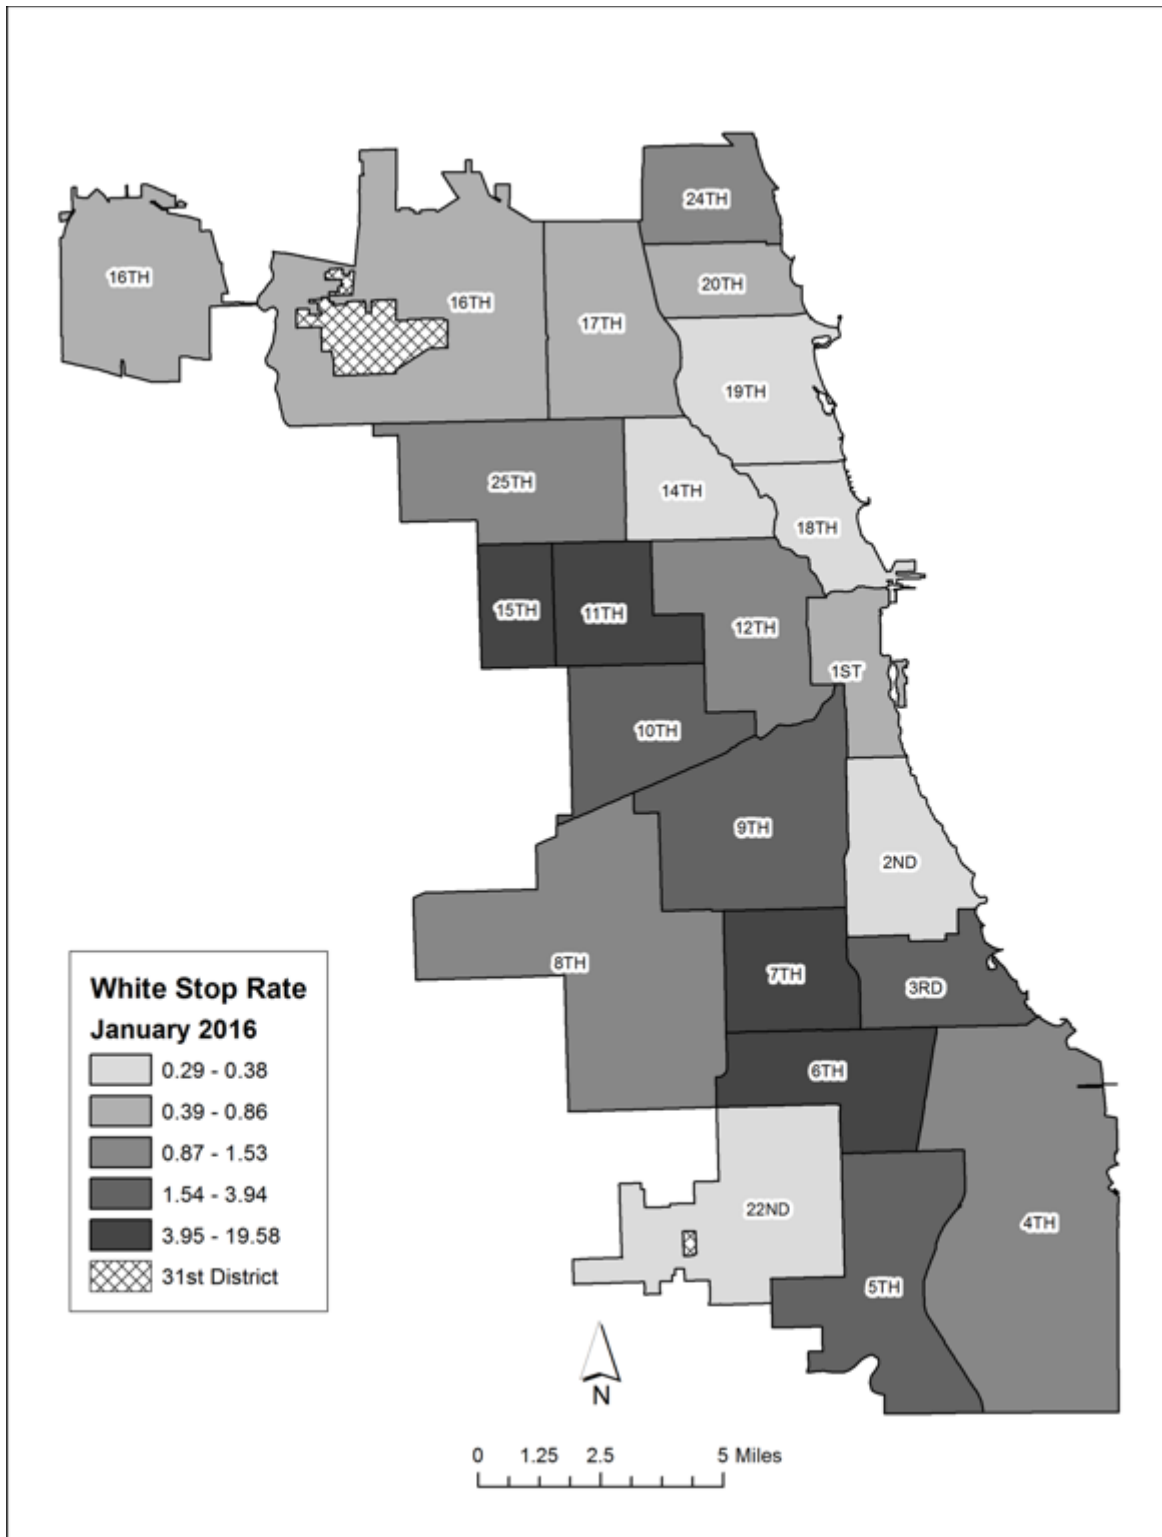 24TH
16TH
20TH
16TH
17TH
19TH
25TH
14TH
18TH
15TH
11TH
12TH
1ST
10TH
9TH
2ND
8TH
7TH
3RD
6TH
22ND
4TH
5TH
White Stop Rate
January 2016
0.29 - 0.38
0.39 - 0.86
0.87 - 1.53
1.54 - 3.94
3.95 - 19.58
31st District
N
0 1.25 2.5 5 Miles